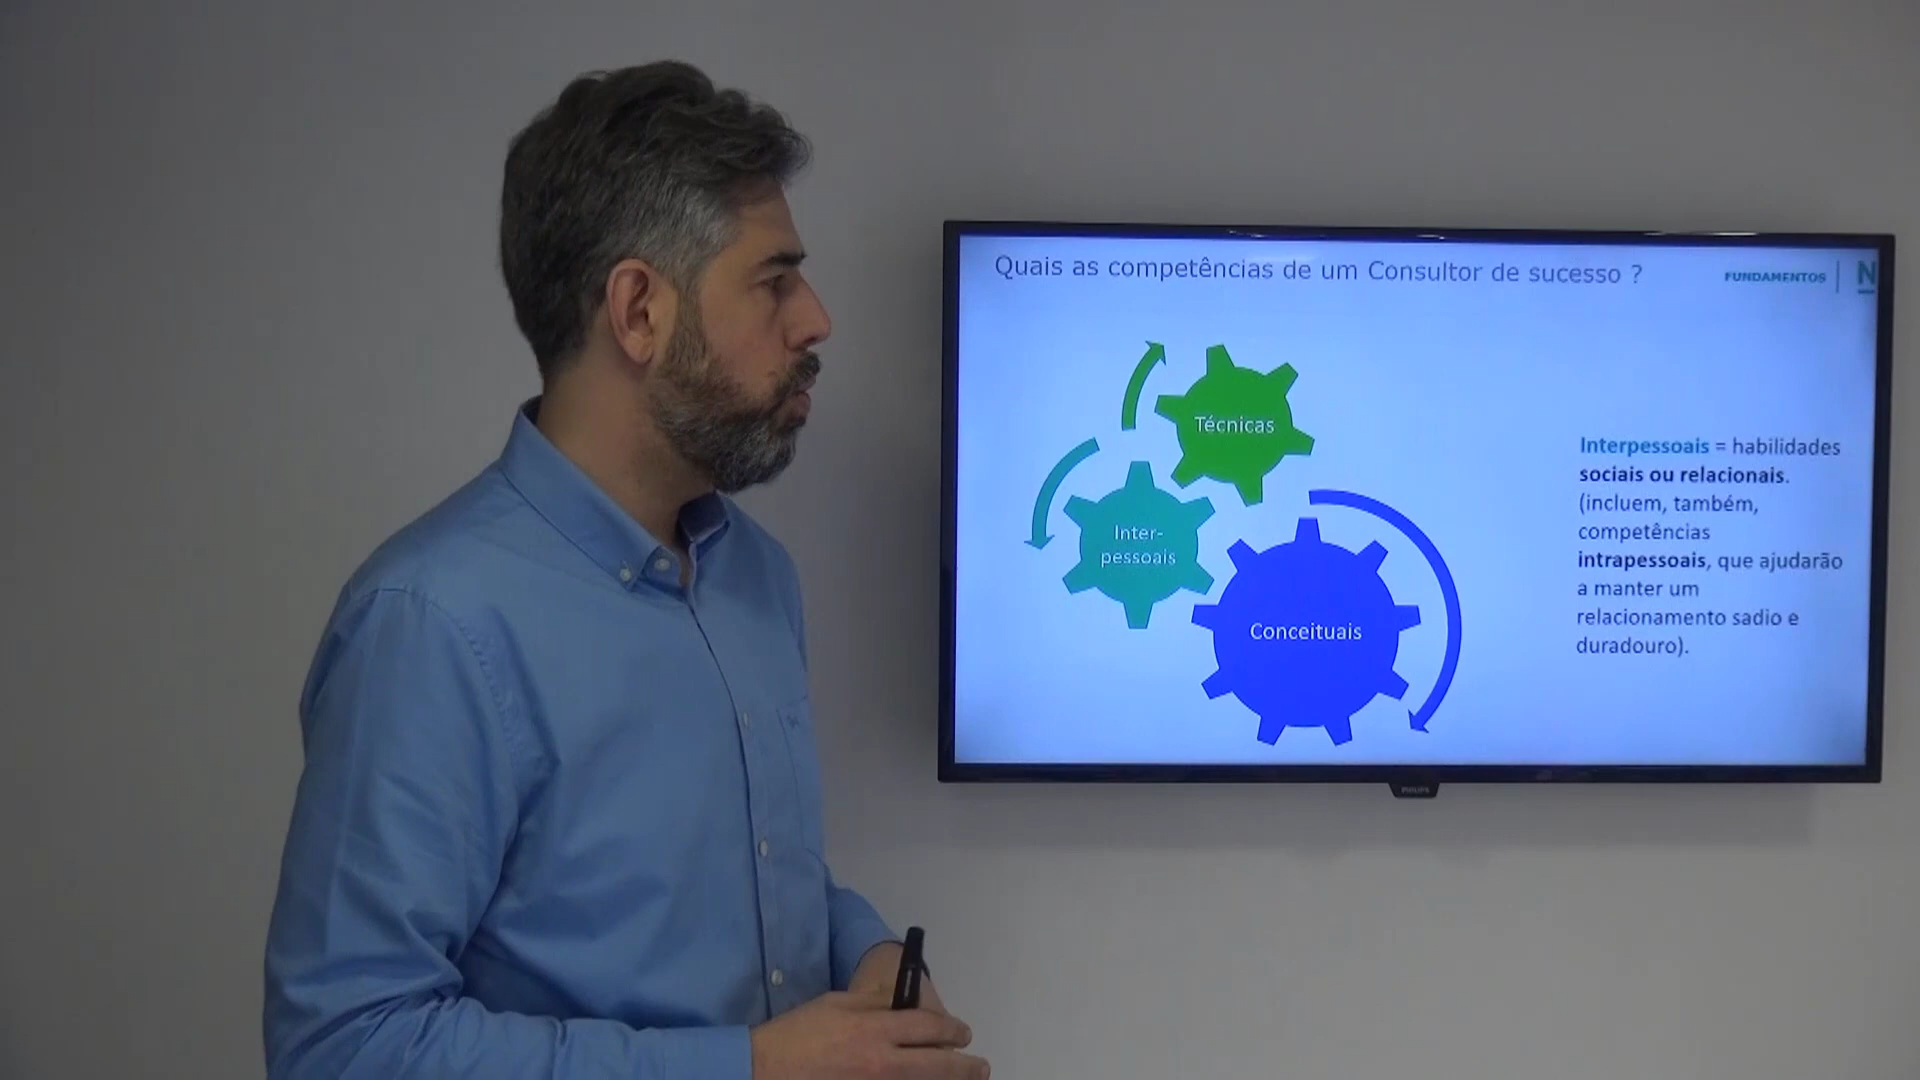 Quais as competências de um Consultor de sucesso ?
FUNDAMENTOS | N
Técnicas
Inter-
pessoais
Conceituais
Interpessoais = habilidades
sociais ou relacionais.
(incluem, também,
competências
intrapessoais, que ajudarão
a manter um
relacionamento sadio e
duradouro).
PHILIPS